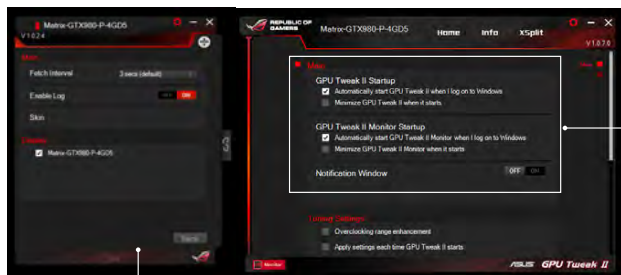 Matrix-GTX980-P-4GD5
V 1.0.2.4
Main
Fetch Interval
3 secs (default)
Enable Log
OFF ON
Skin
Matrix-GTX980-P-4GD5
REPUBLIC OF
GAMERS
Matrix-GTX980-P-4GD5
Home
Info
XSplit
V 1.0.7.0
Main
GPU Tweak II Startup
Automatically start GPU Tweak II when I log on to Windows
Minimize GPU Tweak II when it starts
GPU Tweak II Monitor Startup
Automatically start GPU Tweak II Monitor when I log on to Windows
Minimize GPU Tweak II Monitor when it starts
Notification Window
OFF ON
Overclocking range enhancement
Apply settings each time GPU Tweak II starts
Monitor
ASUS GPU Tweak II